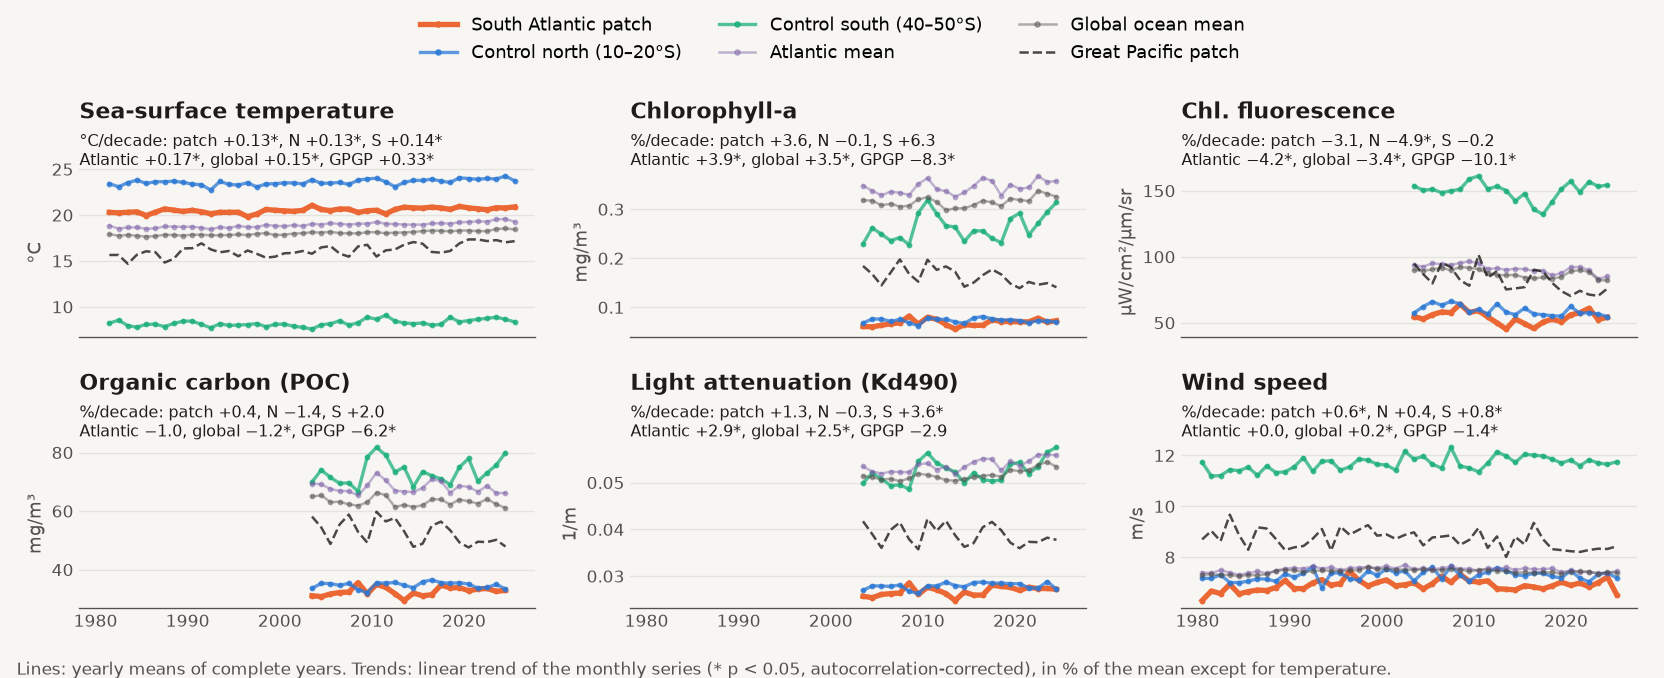 South Atlantic patch
Control north (10–20°S)
Control south (40–50°S)
Atlantic mean
Global ocean mean
Great Pacific patch
Sea-surface temperature
°C/decade: patch +0.13*, N +0.13*, S +0.14*
Atlantic +0.17*, global +0.15*, GPGP +0.33*
25
20
15
10
°C
Chlorophyll-a
%/decade: patch +3.6, N −0.1, S +6.3
Atlantic +3.9*, global +3.5*, GPGP −8.3*
0.3
0.2
0.1
mg/m³
Chl. fluorescence
%/decade: patch −3.1, N −4.9*, S −0.2
Atlantic −4.2*, global −3.4*, GPGP −10.1*
150
100
50
µW/cm²/µm/sr
Organic carbon (POC)
%/decade: patch +0.4, N −1.4, S +2.0
Atlantic −1.0, global −1.2*, GPGP −6.2*
80
60
40
mg/m³
1980 1990 2000 2010 2020
Light attenuation (Kd490)
%/decade: patch +1.3, N −0.3, S +3.6*
Atlantic +2.9*, global +2.5*, GPGP −2.9
0.05
0.04
0.03
1/m
1980 1990 2000 2010 2020
Wind speed
%/decade: patch +0.6*, N +0.4, S +0.8*
Atlantic +0.0, global +0.2*, GPGP −1.4*
12
10
8
m/s
1980 1990 2000 2010 2020
Lines: yearly means of complete years. Trends: linear trend of the monthly series (* p < 0.05, autocorrelation-corrected), in % of the mean except for temperature.